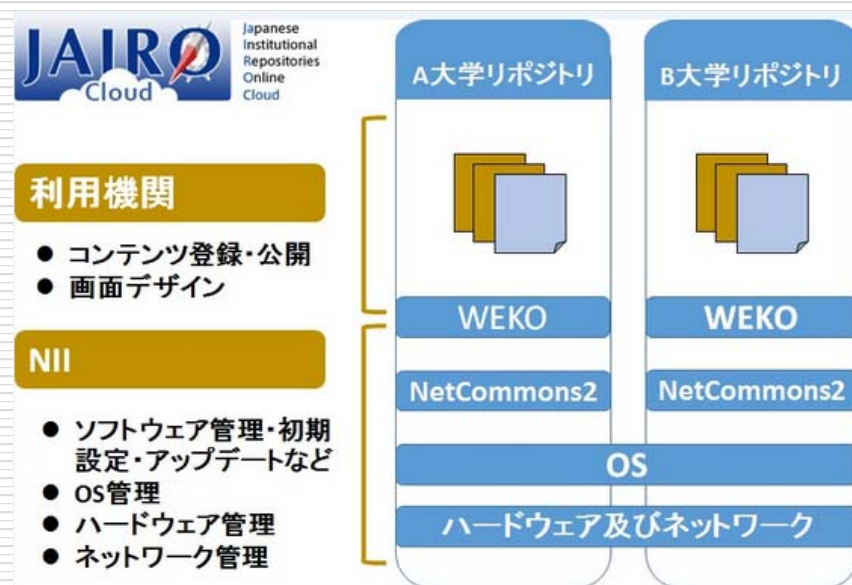 JAIRO
Cloud
Japanese
Institutional
Repositories
Online
Cloud
A大学リポジトリ
B大学リポジトリ
利用機関
● コンテンツ登録・公開
● 画面デザイン
WEKO
WEKO
NII
NetCommons2
NetCommons2
● ソフトウェア管理・初期
設定・アップデートなど
● OS管理
● ハードウェア管理
● ネットワーク管理
OS
ハードウェア及びネットワーク